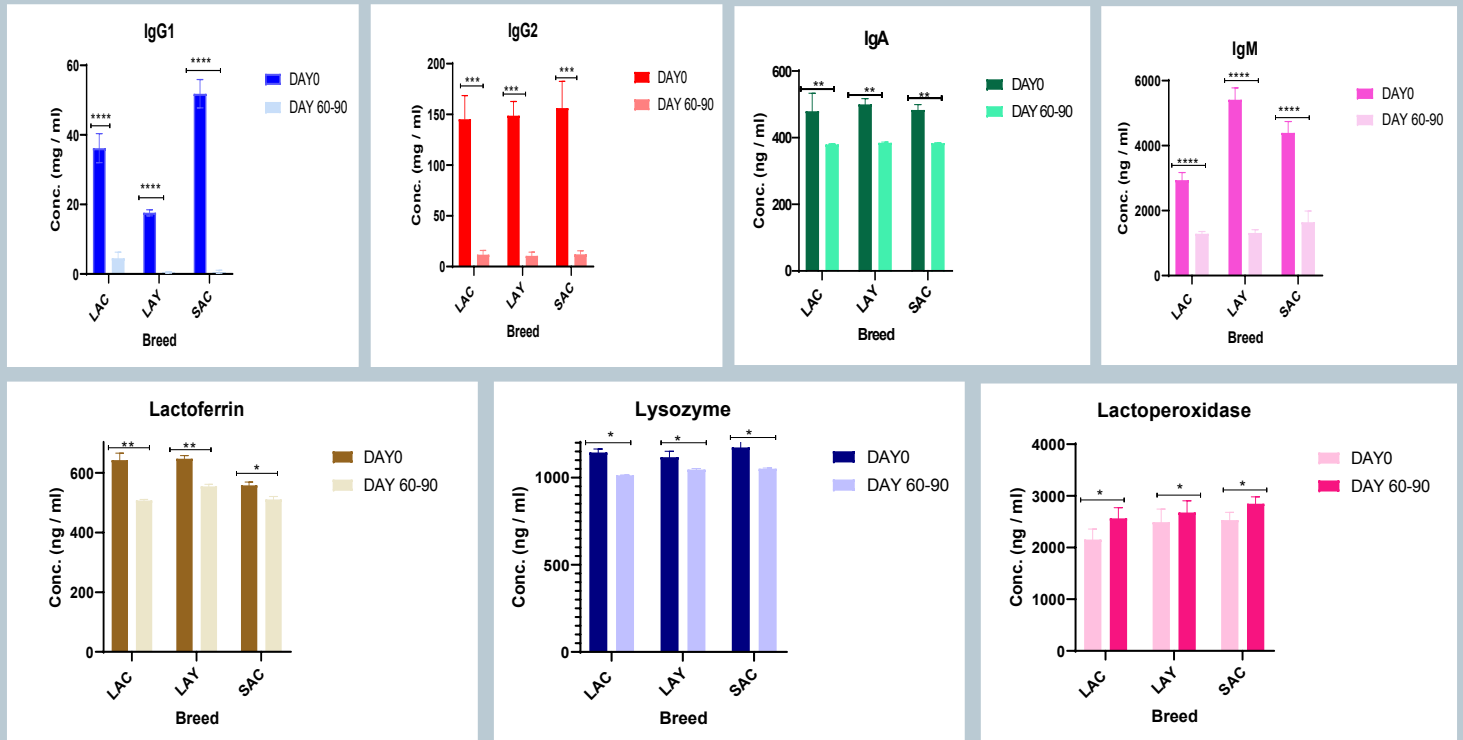 IgG1
Conc. (mg / ml)
60
40
20
0
****
****
****
LAC
LAY
SAC
Breed
DAY0
DAY 60-90
IgG2
Conc. (mg / ml)
200
150
100
50
0
***
***
***
LAC
LAY
SAC
Breed
DAY0
DAY 60-90
IgA
Conc. (ng / ml)
600
400
200
0
**
**
**
LAC
LAY
SAC
Breed
DAY0
DAY 60-90
IgM
Conc. (ng / ml)
6000
4000
2000
0
****
****
****
LAC
LAY
SAC
Breed
DAY0
DAY 60-90
Lactoferrin
Conc. (ng / ml)
600
400
200
0
**
**
*
LAC
LAY
SAC
Breed
DAY0
DAY 60-90
Lysozyme
Conc. (ng / ml)
1000
500
0
*
*
*
LAC
LAY
SAC
Breed
DAY0
DAY 60-90
Lactoperoxidase
Conc. (ng / ml)
4000
3000
2000
1000
0
*
*
*
LAC
LAY
SAC
Breed
DAY0
DAY 60-90